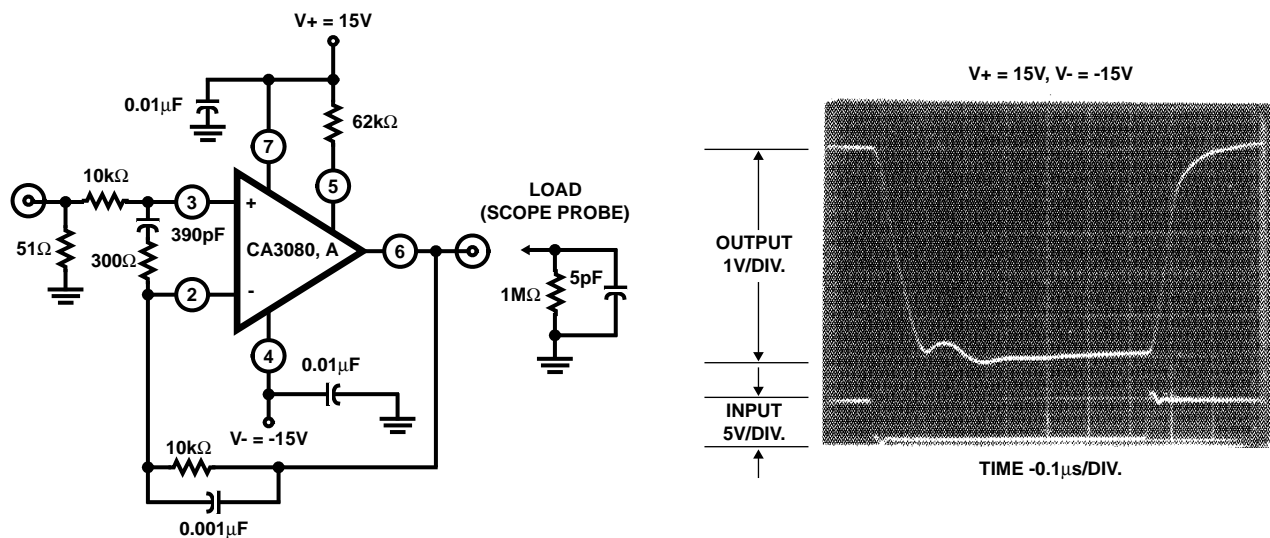 V+ = 15V
0.01μF
62kΩ
7
5
10kΩ
3
+
51Ω
390pF
300Ω
CA3080, A
6
2
-
4
0.01μF
V- = -15V
10kΩ
0.001μF
LOAD
(SCOPE PROBE)
1MΩ
5pF
V+ = 15V, V- = -15V
OUTPUT
1V/DIV.
INPUT
5V/DIV.
TIME -0.1μs/DIV.